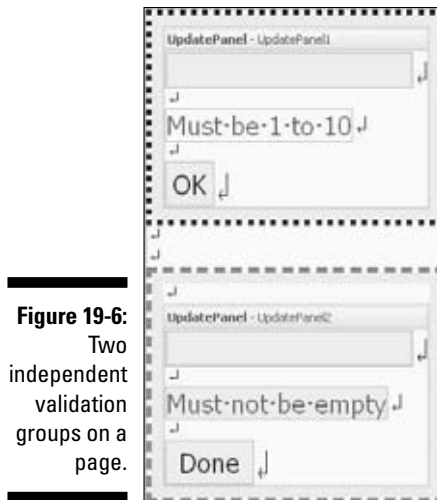 UpdatePanel - UpdatePanel1
Must·be·1·to·10
OK
Figure 19-6:
Two
independent
validation
groups on a
page.
UpdatePanel - UpdatePanel2
Must·not·be·empty
Done